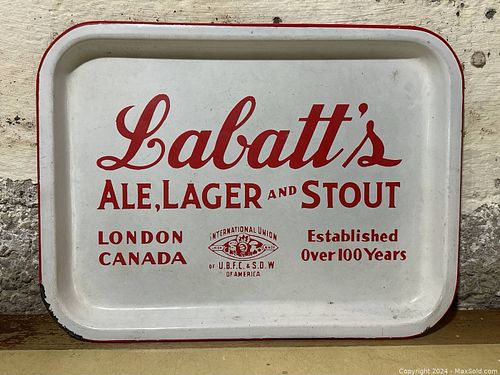 Labatt's
ALE, LAGER AND STOUT
LONDON
CANADA
INTERNATIONAL UNION
OF U.B.F.C. & S.D.W
OF AMERICA
Established
Over 100 Years
Copyright 2024 - MaxSold.com